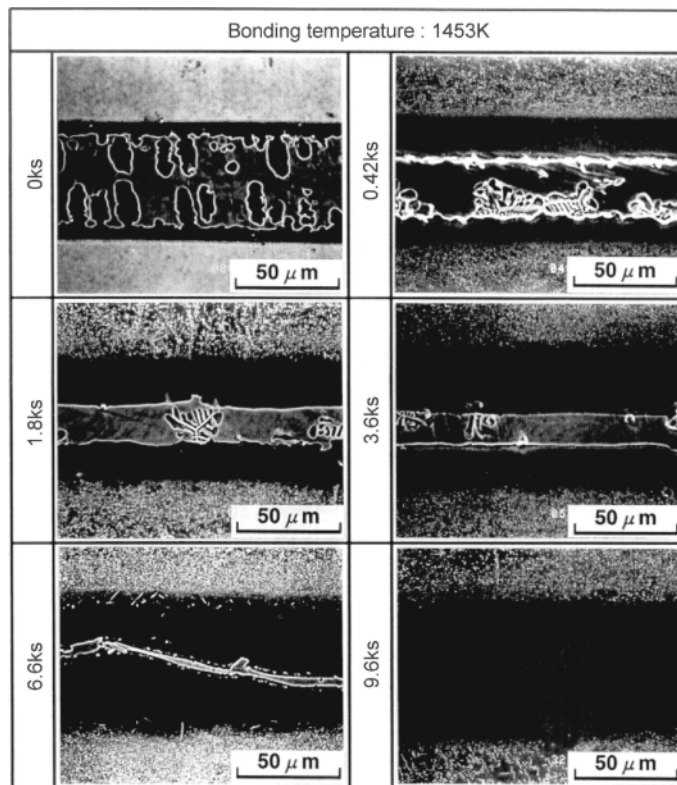 Bonding temperature : 1453K
0ks
50 μm
0.42ks
50 μm
1.8ks
50 μm
3.6ks
50 μm
6.6ks
50 μm
9.6ks
50 μm